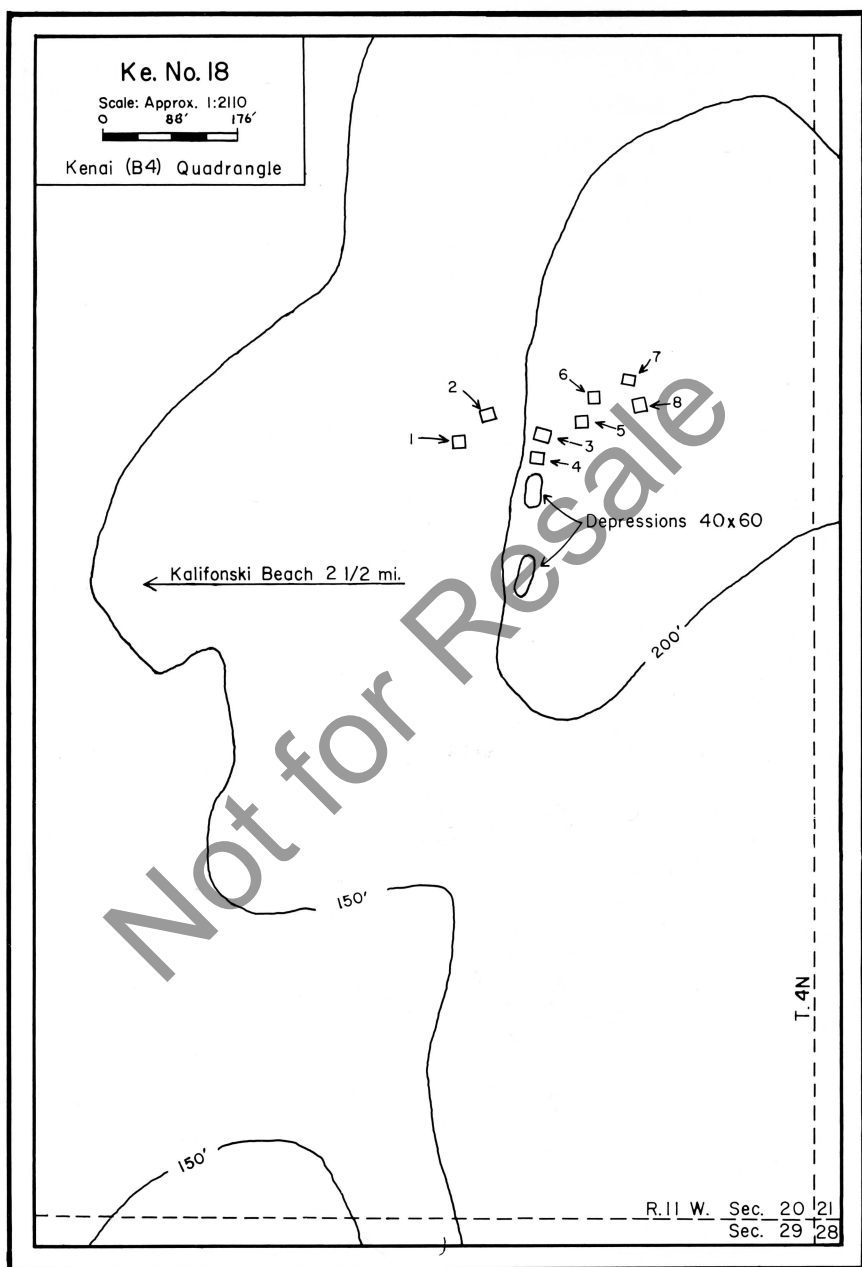 Ke. No. 18
Scale: Approx. 1:2110
0 88' 176'
Kenai (B4) Quadrangle
7
6
2
8
1
5
3
4
Depressions 40x60
Kalifonski Beach 2 1/2 mi.
200'
Not for Resale
150'
T. 4N
150'
R.11 W. Sec. 20 21
Sec. 29 28